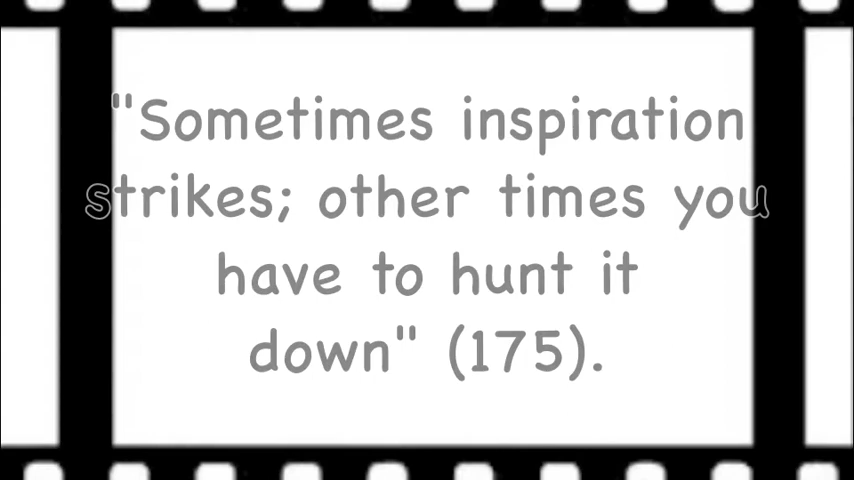 "Sometimes inspiration
strikes; other times you
have to hunt it
down" (175).